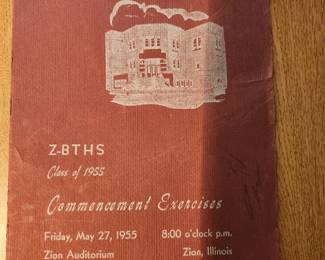 Z-BTHS
Class of 1955
Commencement Exercises
Friday, May 27, 1955 8:00 o'clock p.m.
Zion Auditorium Zion, Illinois